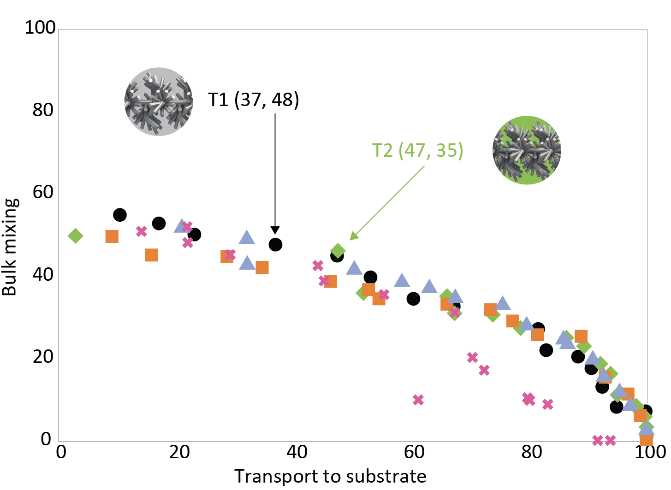 100
80
60
40
20
0
Bulk mixing
T1 (37, 48)
T2 (47, 35)
0 20 40 60 80 100
Transport to substrate